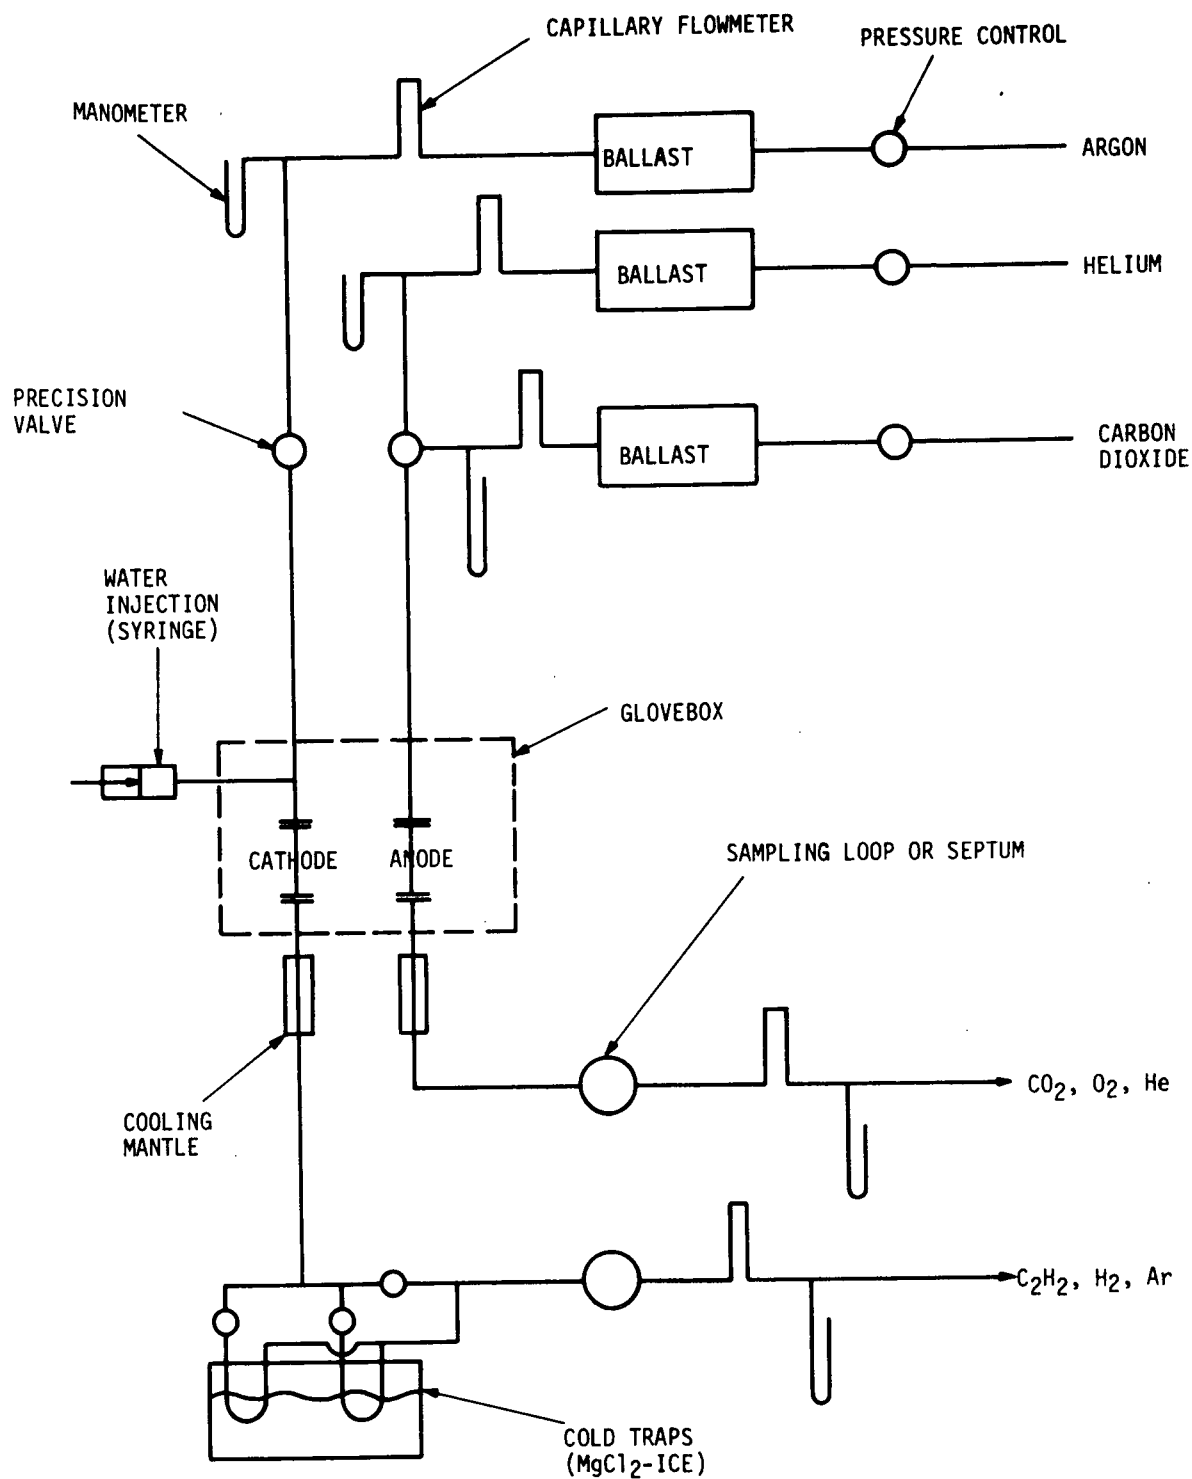 CAPILLARY FLOWMETER
PRESSURE CONTROL
MANOMETER
BALLAST
ARGON
BALLAST
HELIUM
PRECISION
VALVE
BALLAST
CARBON
DIOXIDE
WATER
INJECTION
(SYRINGE)
GLOVEBOX
CATHODE
ANODE
SAMPLING LOOP OR SEPTUM
COOLING
MANTLE
CO2, O2, He
C2H2, H2, Ar
COLD TRAPS
(MgCl2-ICE)